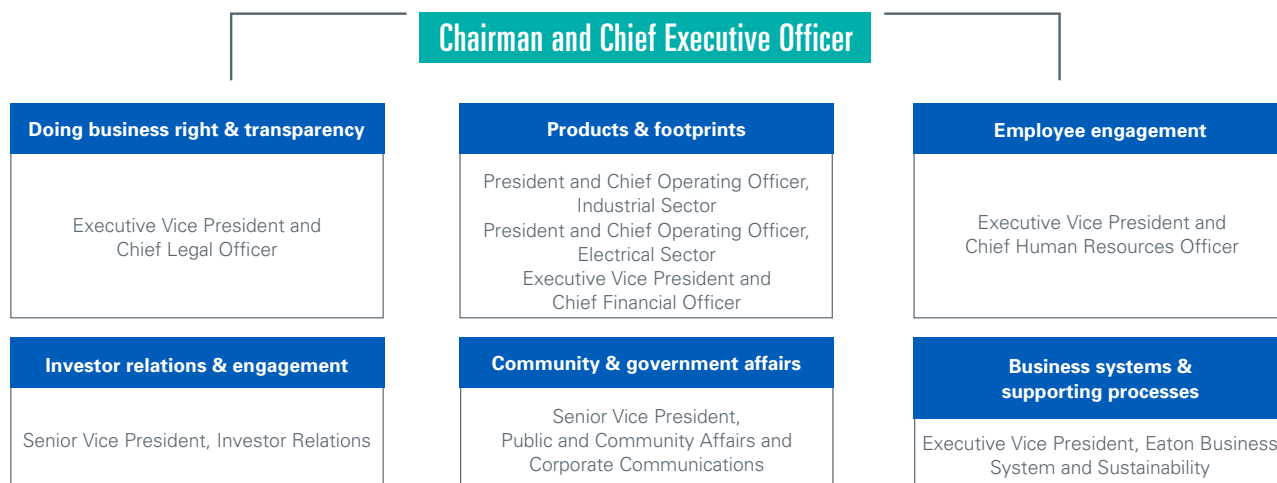 Chairman and Chief Executive Officer
Doing business right & transparency
Executive Vice President and
Chief Legal Officer
Products & footprints
President and Chief Operating Officer,
Industrial Sector
President and Chief Operating Officer,
Electrical Sector
Executive Vice President and
Chief Financial Officer
Employee engagement
Executive Vice President and
Chief Human Resources Officer
Investor relations & engagement
Senior Vice President, Investor Relations
Community & government affairs
Senior Vice President,
Public and Community Affairs and
Corporate Communications
Business systems &
supporting processes
Executive Vice President, Eaton Business
System and Sustainability